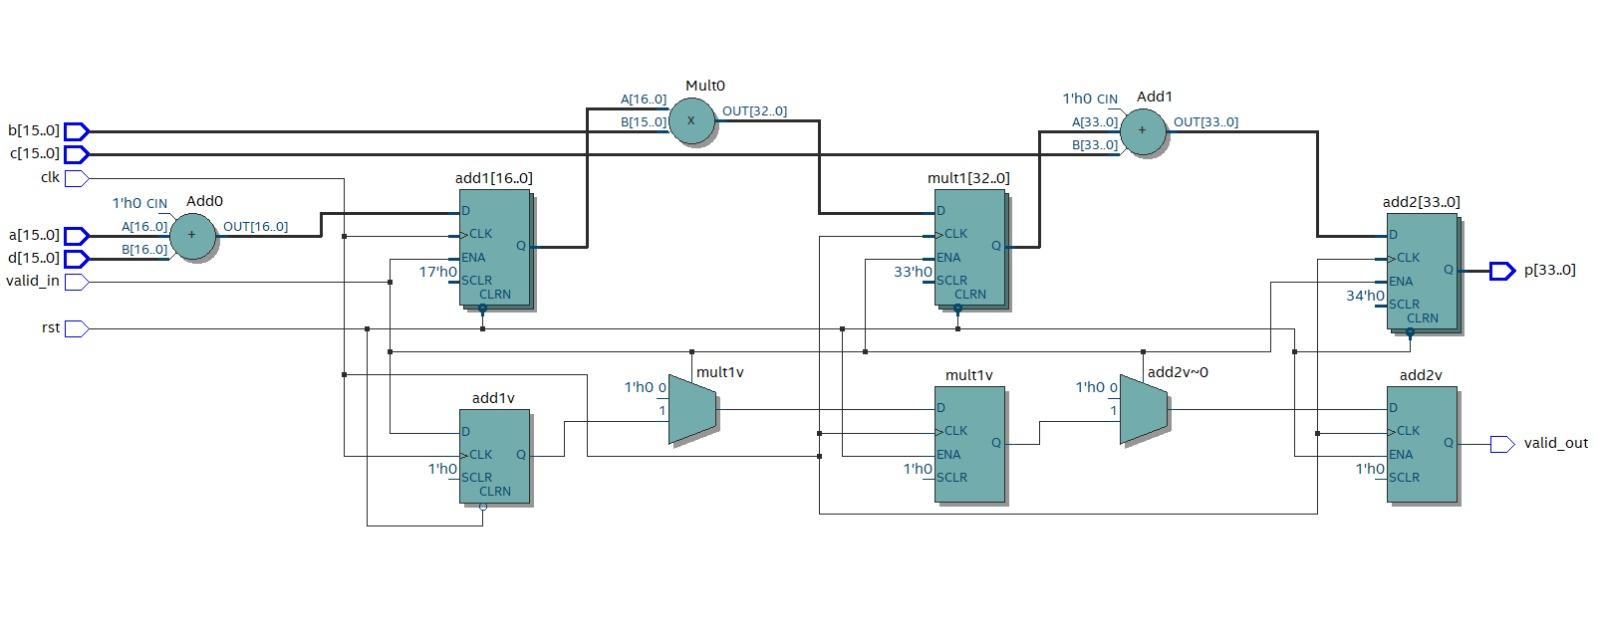 Mult0
A[16..0]
OUT[32..0]
B[15..0]
x
Add1
1'h0 CIN
A[33..0]
OUT[33..0]
B[33..0]
+
b[15..0]
c[15..0]
clk
Add0
1'h0 CIN
A[16..0]
OUT[16..0]
B[16..0]
+
a[15..0]
d[15..0]
valid_in
rst
add1[16..0]
D
CLK
ENA
17'h0
SCLR
CLRN
Q
mult1[32..0]
D
CLK
ENA
33'h0
SCLR
CLRN
Q
add2[33..0]
D
CLK
ENA
34'h0
SCLR
CLRN
Q
p[33..0]
add1v
D
CLK
1'h0
SCLR
CLRN
Q
mult1v
1'h0 0
1
mult1v
D
CLK
ENA
1'h0
SCLR
Q
add2v~0
1'h0 0
1
add2v
D
CLK
ENA
1'h0
SCLR
Q
valid_out